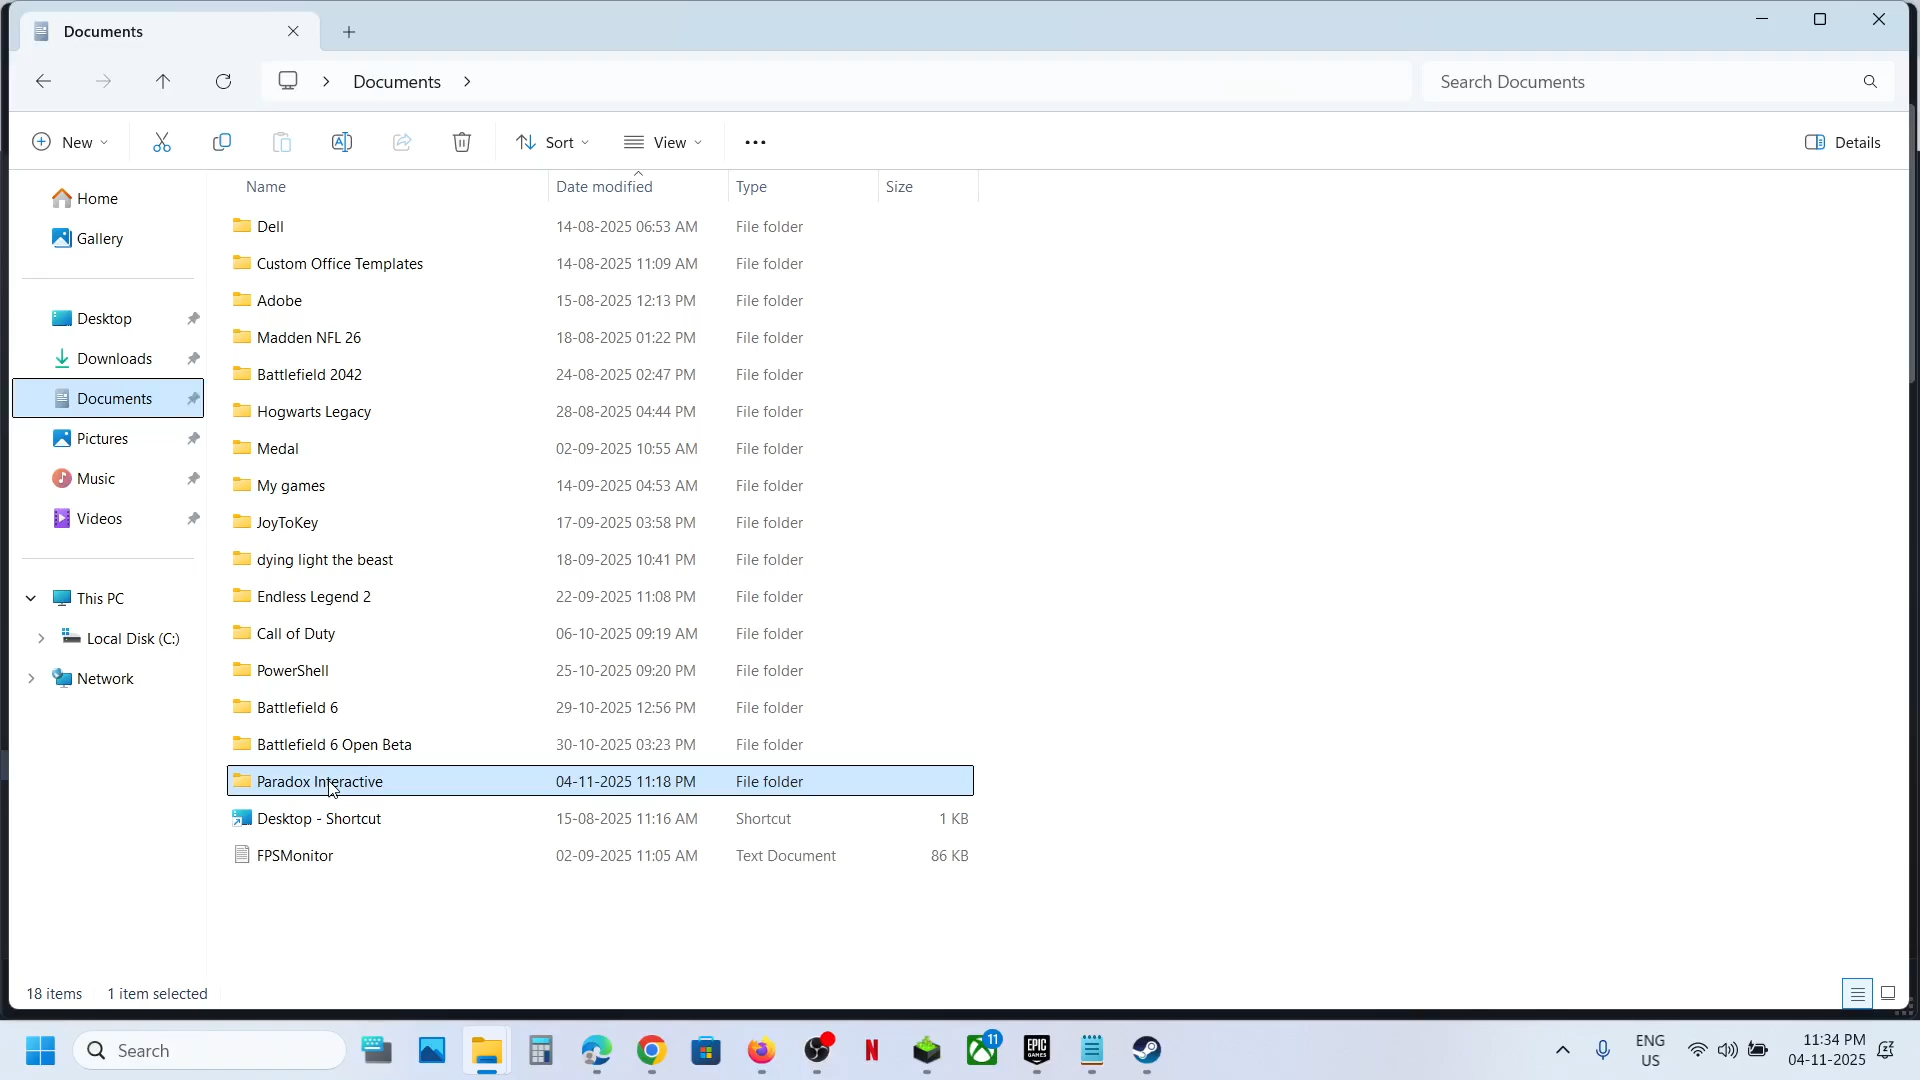 Documents
Documents
Search Documents
New
Sort
View
Details
Name Date modified Type Size
Home
Gallery
Desktop
Downloads
Documents
Pictures
Music
Videos
This PC
Local Disk (C:)
Network
Dell 14-08-2025 06:53 AM File folder
Custom Office Templates 14-08-2025 11:09 AM File folder
Adobe 15-08-2025 12:13 PM File folder
Madden NFL 26 18-08-2025 01:22 PM File folder
Battlefield 2042 24-08-2025 02:47 PM File folder
Hogwarts Legacy 28-08-2025 04:44 PM File folder
Medal 02-09-2025 10:55 AM File folder
My games 14-09-2025 04:53 AM File folder
JoyToKey 17-09-2025 03:58 PM File folder
dying light the beast 18-09-2025 10:41 PM File folder
Endless Legend 2 22-09-2025 11:08 PM File folder
Call of Duty 06-10-2025 09:19 AM File folder
PowerShell 25-10-2025 09:20 PM File folder
Battlefield 6 29-10-2025 12:56 PM File folder
Battlefield 6 Open Beta 30-10-2025 03:23 PM File folder
Paradox Interactive 04-11-2025 11:18 PM File folder
Desktop - Shortcut 15-08-2025 11:16 AM Shortcut 1 KB
FPSMonitor 02-09-2025 11:05 AM Text Document 86 KB
18 items 1 item selected
Search
N
11
EPIC
GAMES
ENG
US
11:34 PM
04-11-2025